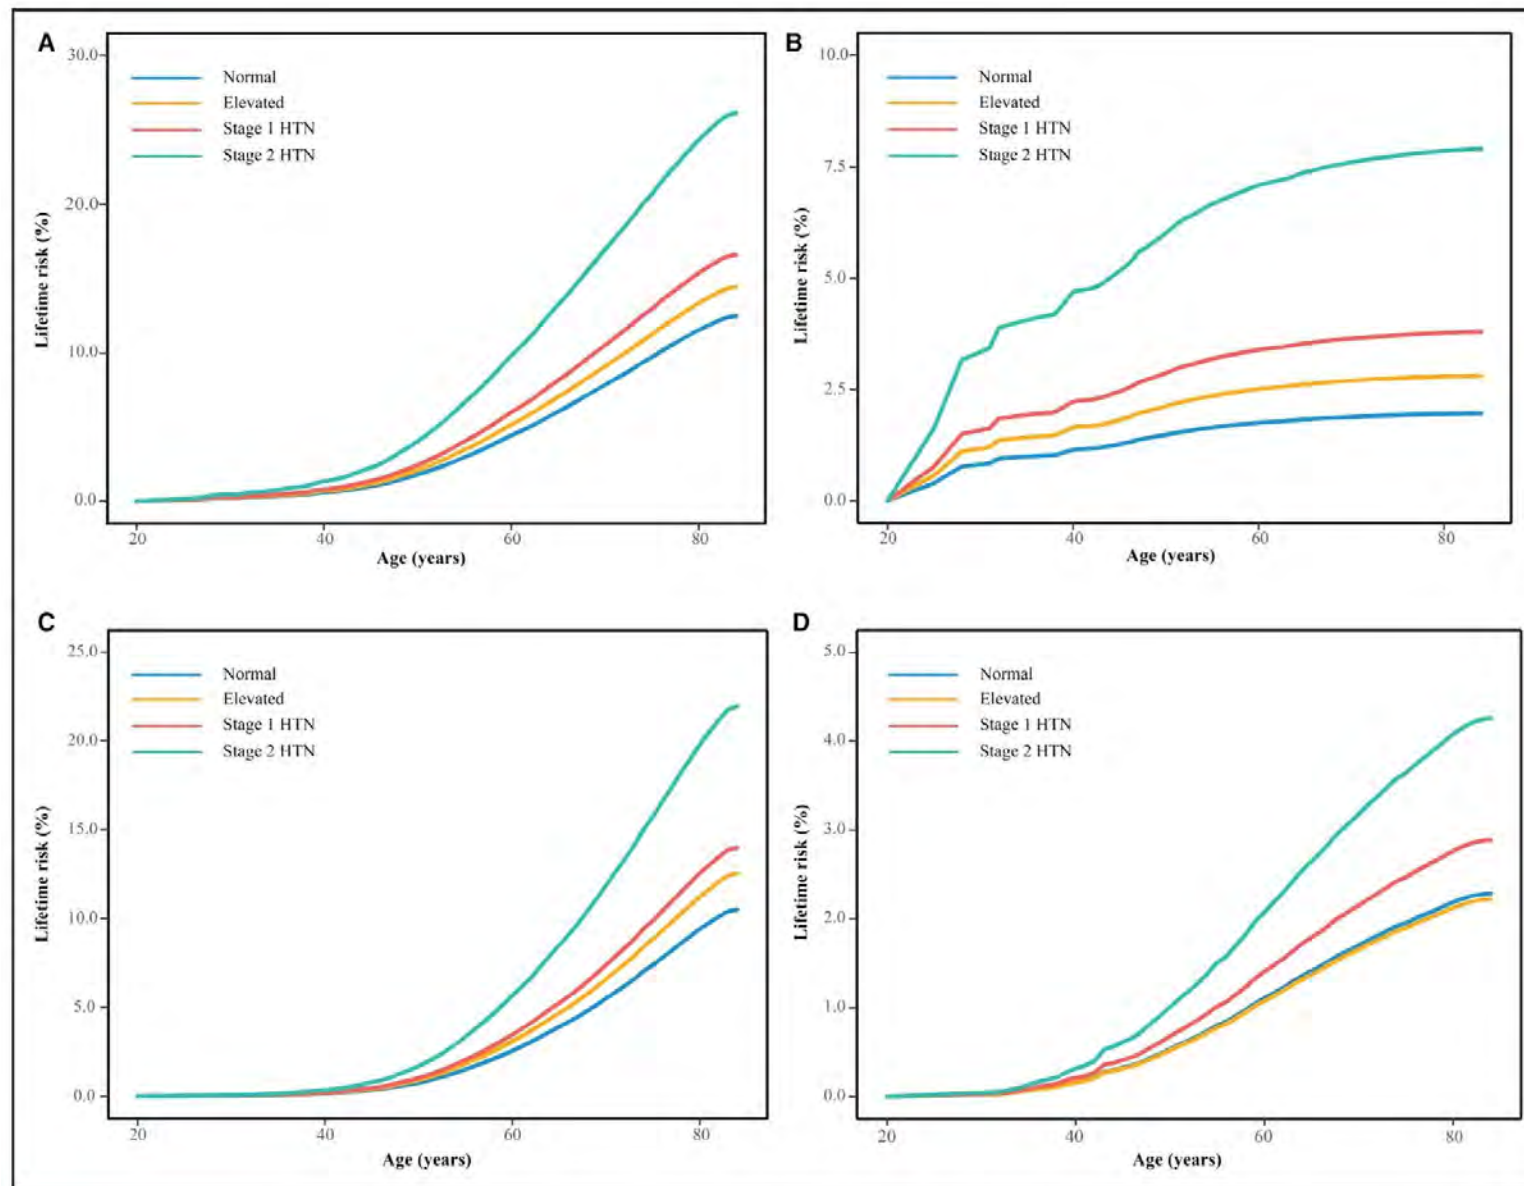 A
30.0
20.0
10.0
0.0
Normal
Elevated
Stage 1 HTN
Stage 2 HTN
Lifetime risk (%)
20 40 60 80
Age (years)
B
10.0
7.5
5.0
2.5
0.0
Normal
Elevated
Stage 1 HTN
Stage 2 HTN
Lifetime risk (%)
20 40 60 80
Age (years)
C
25.0
20.0
15.0
10.0
5.0
0.0
Normal
Elevated
Stage 1 HTN
Stage 2 HTN
Lifetime risk (%)
20 40 60 80
Age (years)
D
5.0
4.0
3.0
2.0
1.0
0.0
Normal
Elevated
Stage 1 HTN
Stage 2 HTN
Lifetime risk (%)
20 40 60 80
Age (years)